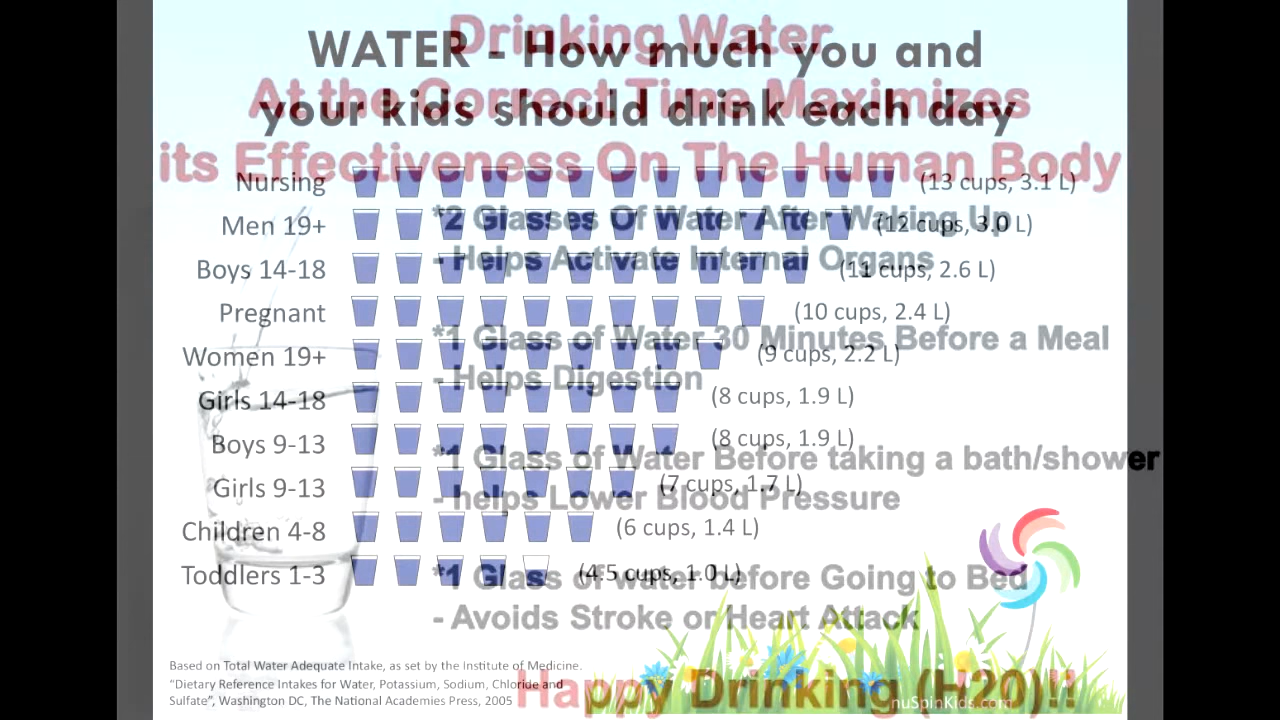 WATER - How much you and
your kids should drink each day
Nursing (13 cups, 3.1 L)
Men 19+ (12 cups, 3.0 L)
Boys 14-18 (11 cups, 2.6 L)
Pregnant (10 cups, 2.4 L)
Women 19+ (9 cups, 2.2 L)
Girls 14-18 (8 cups, 1.9 L)
Boys 9-13 (8 cups, 1.9 L)
Girls 9-13 (7 cups, 1.7 L)
Children 4-8 (6 cups, 1.4 L)
Toddlers 1-3 (4.5 cups, 1.0 L)
Based on Total Water Adequate Intake, as set by the Institute of Medicine.
"Dietary Reference Intakes for Water, Potassium, Sodium, Chloride and
Sulfate", Washington DC, The National Academies Press, 2005
nuSpinKids.com
Drinking Water
At the Correct Time Maximizes
its Effectiveness On The Human Body
*2 Glasses Of Water After Waking Up
- Helps Activate Internal Organs
*1 Glass of Water 30 Minutes Before a Meal
- Helps Digestion
*1 Glass of Water Before taking a bath/shower
- helps Lower Blood Pressure
*1 Glass of water before Going to Bed
- Avoids Stroke or Heart Attack
Happy Drinking (H20)!!